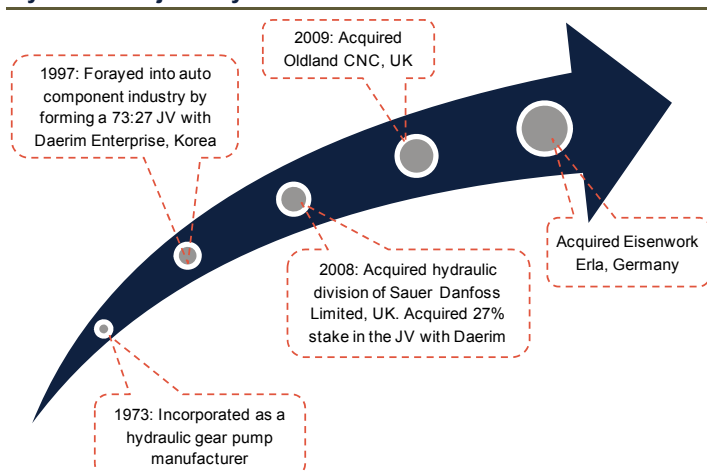 2009: Acquired
Oldland CNC, UK
1997: Forayed into auto
component industry by
forming a 73:27 JV with
Daerim Enterprise, Korea
Acquired Eisenwork
Erla, Germany
2008: Acquired hydraulic
division of Sauer Danfoss
Limited, UK. Acquired 27%
stake in the JV with Daerim
1973: Incorporated as a
hydraulic gear pump
manufacturer